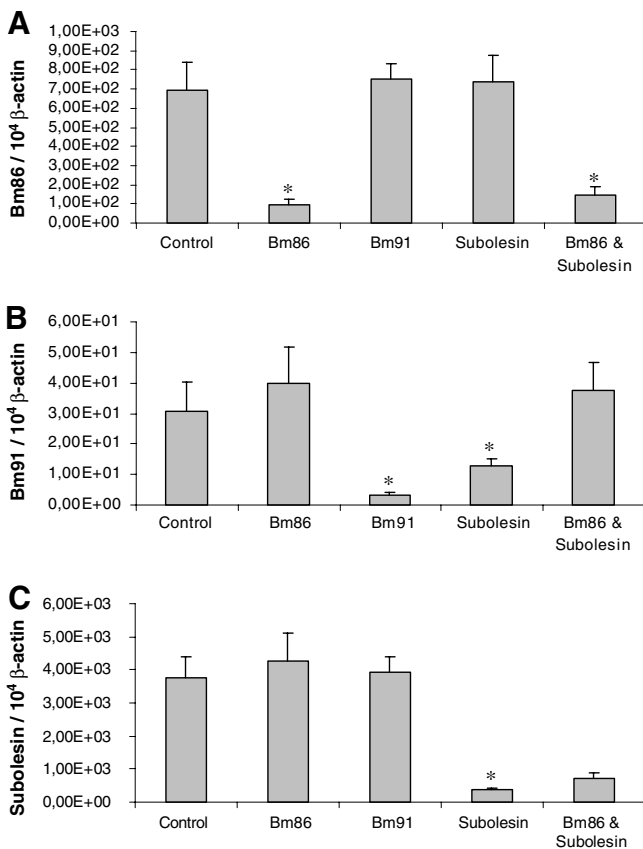 A
Bm86 / 10⁴ β-actin
1,00E+03
9,00E+02
8,00E+02
7,00E+02
6,00E+02
5,00E+02
4,00E+02
3,00E+02
2,00E+02
1,00E+02
0,00E+00
*
*
Control Bm86 Bm91 Subolesin Bm86 &
Subolesin
B
Bm91 / 10⁴ β-actin
6,00E+01
5,00E+01
4,00E+01
3,00E+01
2,00E+01
1,00E+01
0,00E+00
*
*
Control Bm86 Bm91 Subolesin Bm86 &
Subolesin
C
Subolesin / 10⁴ β-actin
6,00E+03
5,00E+03
4,00E+03
3,00E+03
2,00E+03
1,00E+03
0,00E+00
*
Control Bm86 Bm91 Subolesin Bm86 &
Subolesin